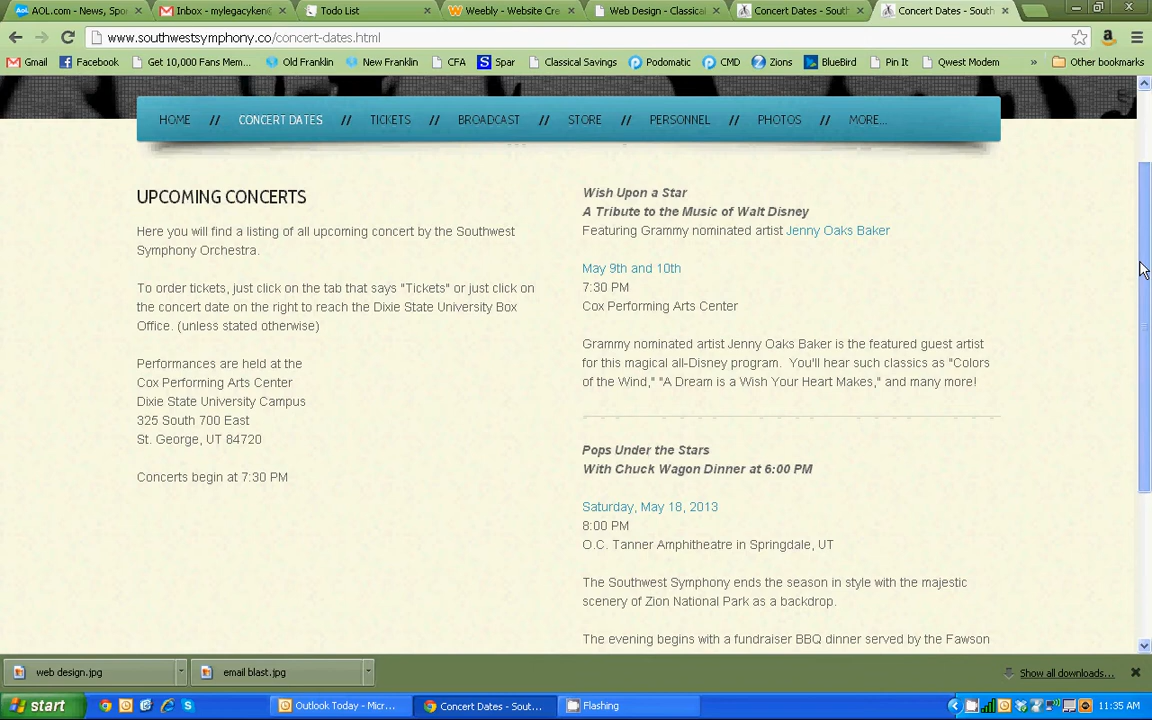 AOL.com - News, Spo
Inbox - mylegacyken@
Todo List
Weebly - Website Cre
Web Design - Classical
Concert Dates - South
Concert Dates - South
www.southwestsymphony.co/concert-dates.html
Gmail
Facebook
Get 10,000 Fans Mem...
Old Franklin
New Franklin
CFA
Spar
Classical Savings
Podomatic
CMD
Zions
BlueBird
Pin It
Qwest Modem
»
Other bookmarks
HOME // CONCERT DATES // TICKETS // BROADCAST // STORE // PERSONNEL // PHOTOS // MORE...
UPCOMING CONCERTS
Here you will find a listing of all upcoming concert by the Southwest
Symphony Orchestra.
To order tickets, just click on the tab that says "Tickets" or just click on
the concert date on the right to reach the Dixie State University Box
Office. (unless stated otherwise)
Performances are held at the
Cox Performing Arts Center
Dixie State University Campus
325 South 700 East
St. George, UT 84720
Concerts begin at 7:30 PM
Wish Upon a Star
A Tribute to the Music of Walt Disney
Featuring Grammy nominated artist Jenny Oaks Baker
May 9th and 10th
7:30 PM
Cox Performing Arts Center
Grammy nominated artist Jenny Oaks Baker is the featured guest artist
for this magical all-Disney program. You'll hear such classics as "Colors
of the Wind," "A Dream is a Wish Your Heart Makes," and many more!
Pops Under the Stars
With Chuck Wagon Dinner at 6:00 PM
Saturday, May 18, 2013
8:00 PM
O.C. Tanner Amphitheatre in Springdale, UT
The Southwest Symphony ends the season in style with the majestic
scenery of Zion National Park as a backdrop.
The evening begins with a fundraiser BBQ dinner served by the Fawson
web design.jpg
email blast.jpg
Show all downloads...
start
Outlook Today - Micr...
Concert Dates - Sout...
Flashing
11:35 AM